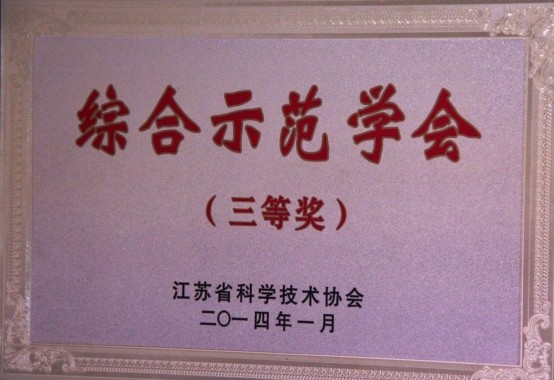 综合示范学会
（三等奖）
江苏省科学技术协会
二〇一四年一月